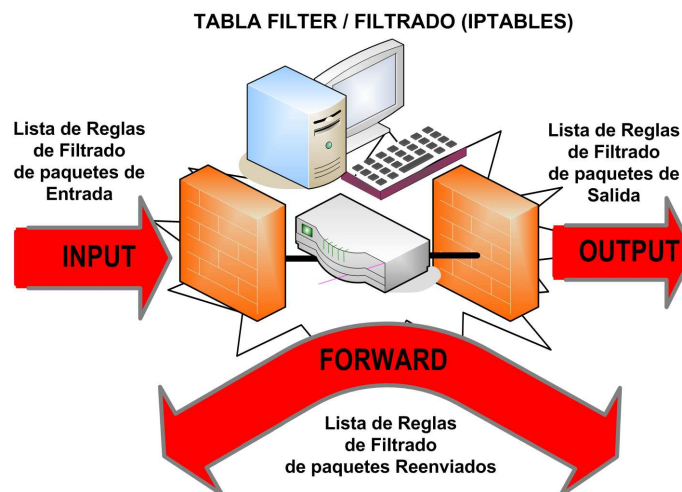 TABLA FILTER / FILTRADO (IPTABLES)
Lista de Reglas
de Filtrado
de paquetes de
Entrada
Lista de Reglas
de Filtrado
de paquetes de
Salida
INPUT
OUTPUT
FORWARD
Lista de Reglas
de Filtrado
de paquetes Reenviados